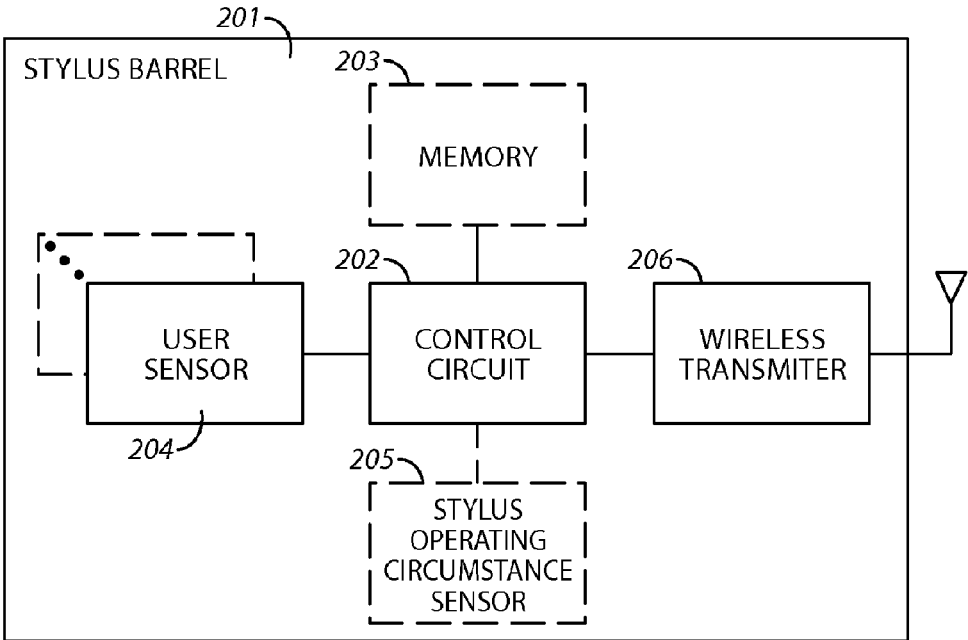 201
STYLUS BARREL
203
MEMORY
202
206
USER
SENSOR
CONTROL
CIRCUIT
WIRELESS
TRANSMITER
204
205
STYLUS
OPERATING
CIRCUMSTANCE
SENSOR